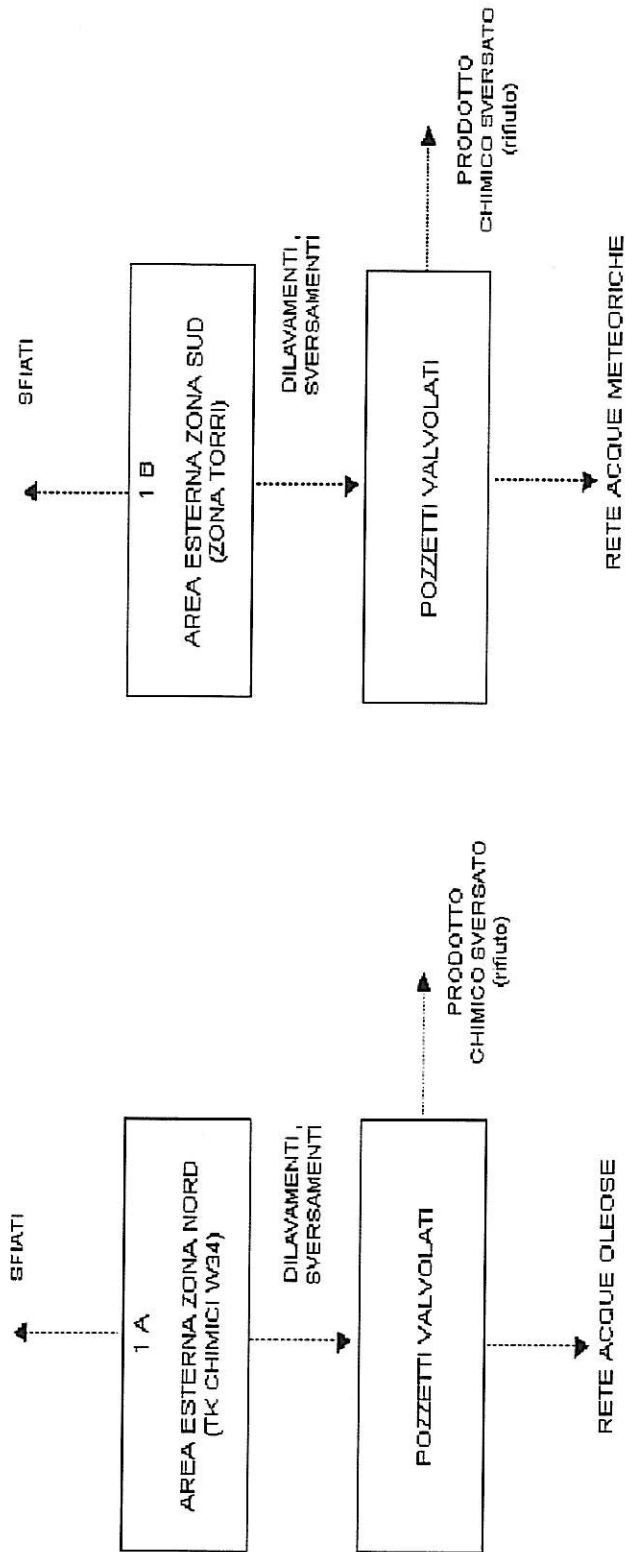 SFIATI
1 A
AREA ESTERNA ZONA NORD
(TK CHIMICI W34)
DILAVAMENTI,
SVERSAMENTI
POZZETTI VALVOLATI
PRODOTTO
CHIMICO SVERSATO
(rifiuto)
RETE ACQUE OLEOSE
SFIATI
1 B
AREA ESTERNA ZONA SUD
(ZONA TORRI)
DILAVAMENTI,
SVERSAMENTI
POZZETTI VALVOLATI
PRODOTTO
CHIMICO SVERSATO
(rifiuto)
RETE ACQUE METEORICHE